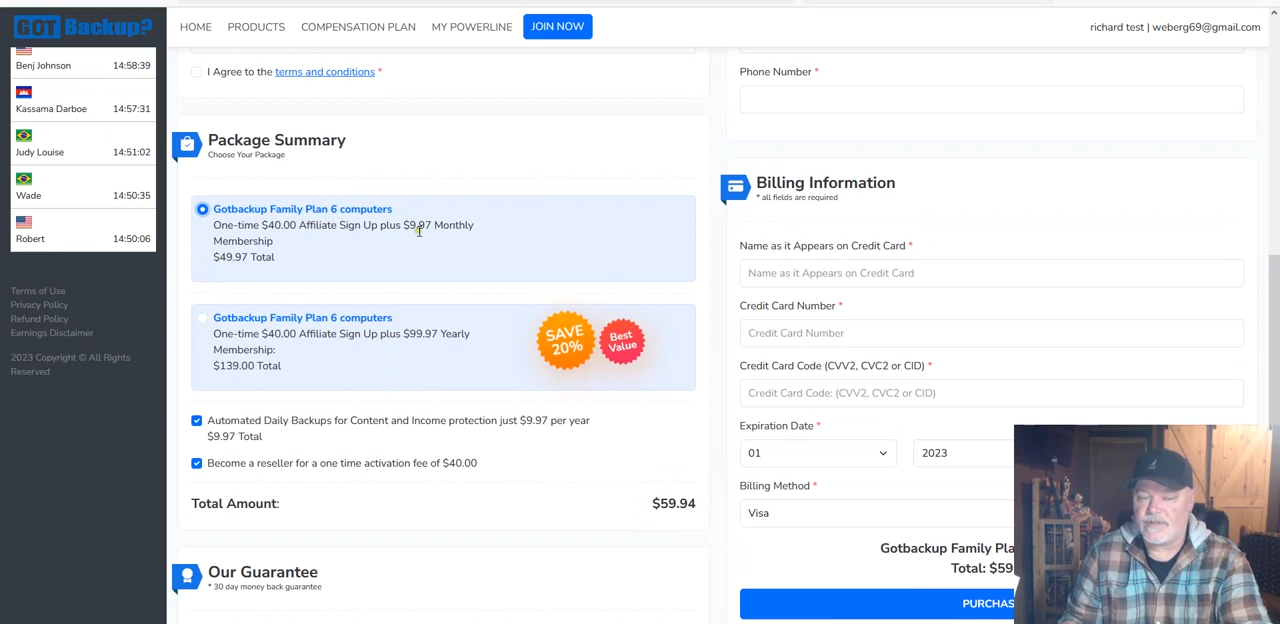 GOT Backup?
HOME
PRODUCTS
COMPENSATION PLAN
MY POWERLINE
JOIN NOW
richard test | weberg69@gmail.com
Benj Johnson 14:58:39
Kassama Darboe 14:57:31
Judy Louise 14:51:02
Wade 14:50:35
Robert 14:50:06
Terms of Use
Privacy Policy
Refund Policy
Earnings Disclaimer
2023 Copyright © All Rights
Reserved
I Agree to the terms and conditions *
Package Summary
Choose Your Package
Gotbackup Family Plan 6 computers
One-time $40.00 Affiliate Sign Up plus $9.97 Monthly
Membership
$49.97 Total
Gotbackup Family Plan 6 computers
One-time $40.00 Affiliate Sign Up plus $99.97 Yearly
Membership:
$139.00 Total
SAVE
20%
Best
Value
Automated Daily Backups for Content and Income protection just $9.97 per year
$9.97 Total
Become a reseller for a one time activation fee of $40.00
Total Amount: $59.94
Our Guarantee
* 30 day money back guarantee
Phone Number *
Billing Information
* all fields are required
Name as it Appears on Credit Card *
Name as it Appears on Credit Card
Credit Card Number *
Credit Card Number
Credit Card Code (CVV2, CVC2 or CID) *
Credit Card Code: (CVV2, CVC2 or CID)
Expiration Date *
01
2023
Billing Method *
Visa
Gotbackup Family Pla
Total: $59
PURCHAS